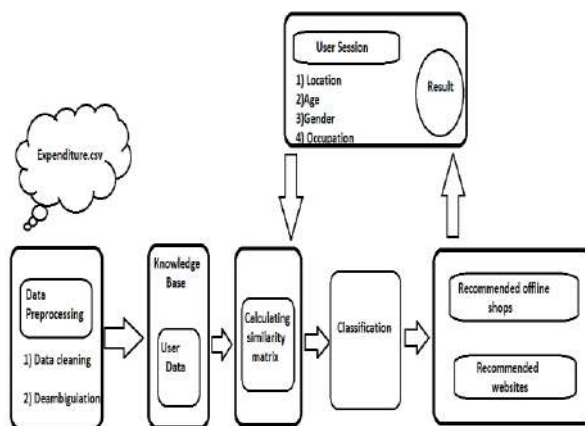 User Session
1) Location
2)Age
3)Gender
4) Occupation
Result
Expenditure.csv
Data
Preprocessing
1) Data cleaning
2) Deambigulation
Knowledge
Base
User
Data
Calculating
similarity
matrix
Classification
Recommended offline
shops
Recommended
websites